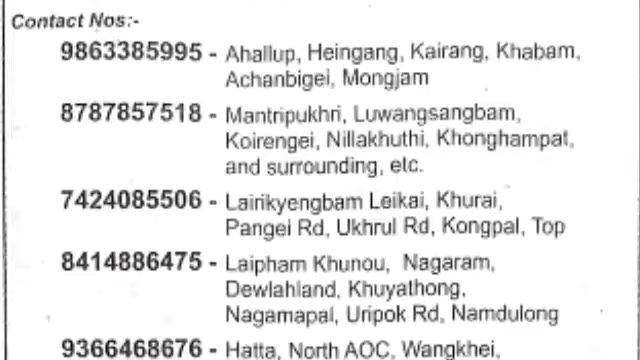 Contact Nos:-
9863385995 - Ahallup, Heingang, Kairang, Khabam,
Achanbigei, Mongjam
8787857518 - Mantripukhri, Luwangsangbam,
Koirengei, Nillakhuthi, Khonghampat,
and surrounding, etc.
7424085506 - Lairikyengbam Leikai, Khurai,
Pangei Rd, Ukhrul Rd, Kongpal, Top
8414886475 - Laipham Khunou, Nagaram,
Dewlahland, Khuyathong,
Nagamapal, Uripok Rd, Namdulong
9366468676 - Hatta, North AOC, Wangkhei,